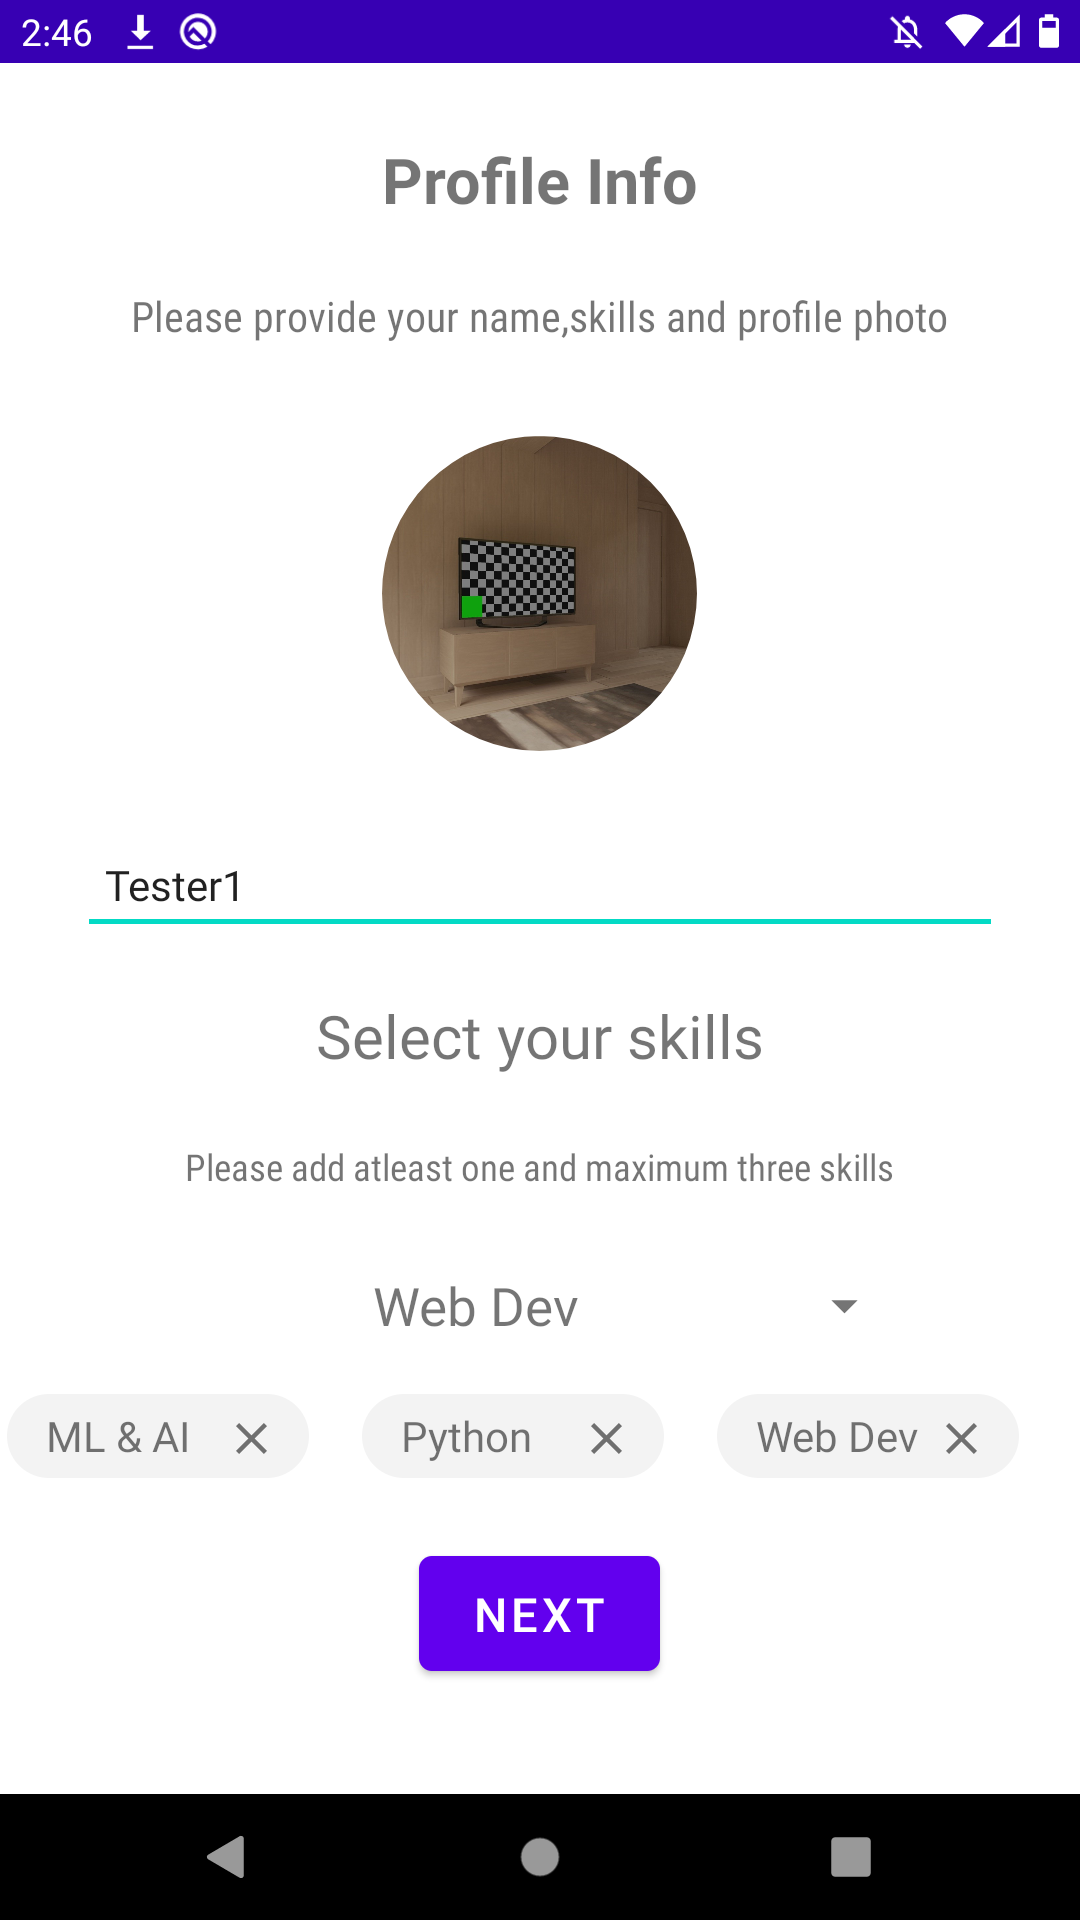 2:46
Profile Info
Please provide your name,skills and profile photo
Tester1
Select your skills
Please add atleast one and maximum three skills
Web Dev
ML & AI Python Web Dev
NEXT